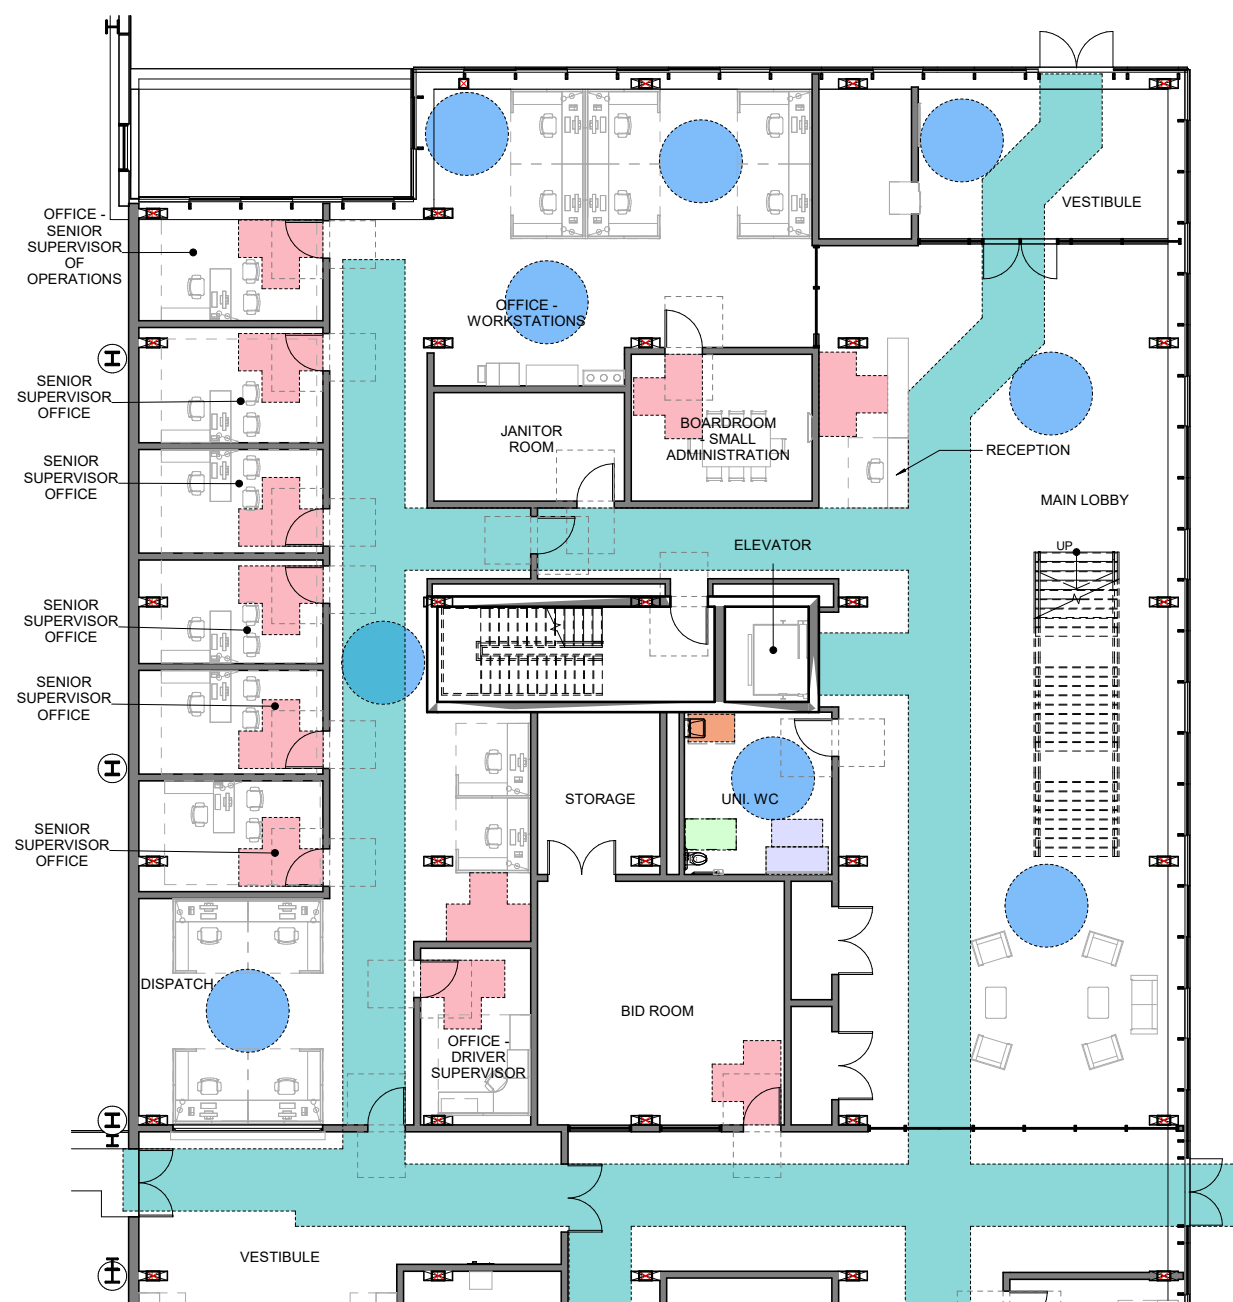 OFFICE -
SENIOR
SUPERVISOR
OF
OPERATIONS
VESTIBULE
OFFICE -
WORKSTATIONS
SENIOR
SUPERVISOR
OFFICE
JANITOR
ROOM
BOARDROOM
- SMALL
ADMINISTRATION
RECEPTION
SENIOR
SUPERVISOR
OFFICE
MAIN LOBBY
ELEVATOR
UP
SENIOR
SUPERVISOR
OFFICE
SENIOR
SUPERVISOR
OFFICE
STORAGE
UNI. WC
SENIOR
SUPERVISOR
OFFICE
DISPATCH
BID ROOM
OFFICE -
DRIVER
SUPERVISOR
VESTIBULE
H
H
H
H